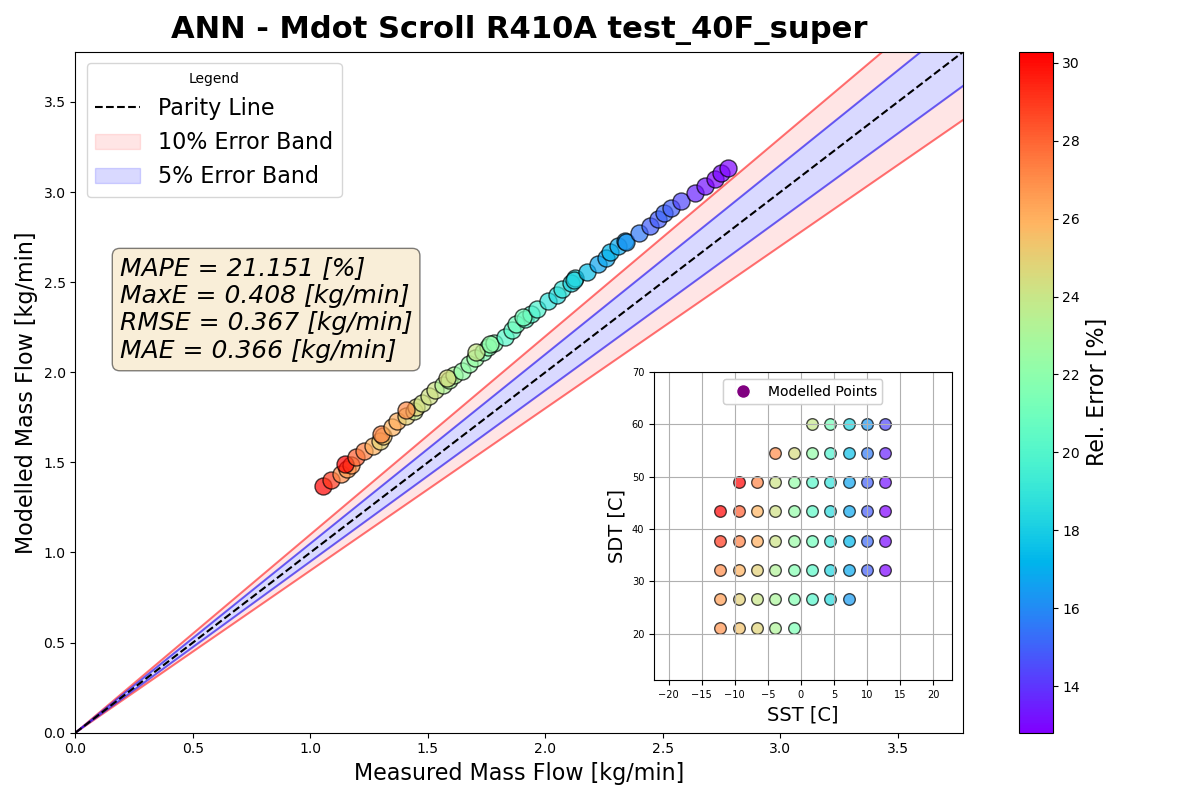 ANN - Mdot Scroll R410A test_40F_super
Legend
Parity Line
10% Error Band
5% Error Band
MAPE = 21.151 [%]
MaxE = 0.408 [kg/min]
RMSE = 0.367 [kg/min]
MAE = 0.366 [kg/min]
Modelled Mass Flow [kg/min]
3.5
3.0
2.5
2.0
1.5
1.0
0.5
0.0
0.0 0.5 1.0 1.5 2.0 2.5 3.0 3.5
Measured Mass Flow [kg/min]
Modelled Points
SDT [C]
70
60
50
40
30
20
−20 −15 −10 −5 0 5 10 15 20
SST [C]
30
28
26
24
22
20
18
16
14
Rel. Error [%]